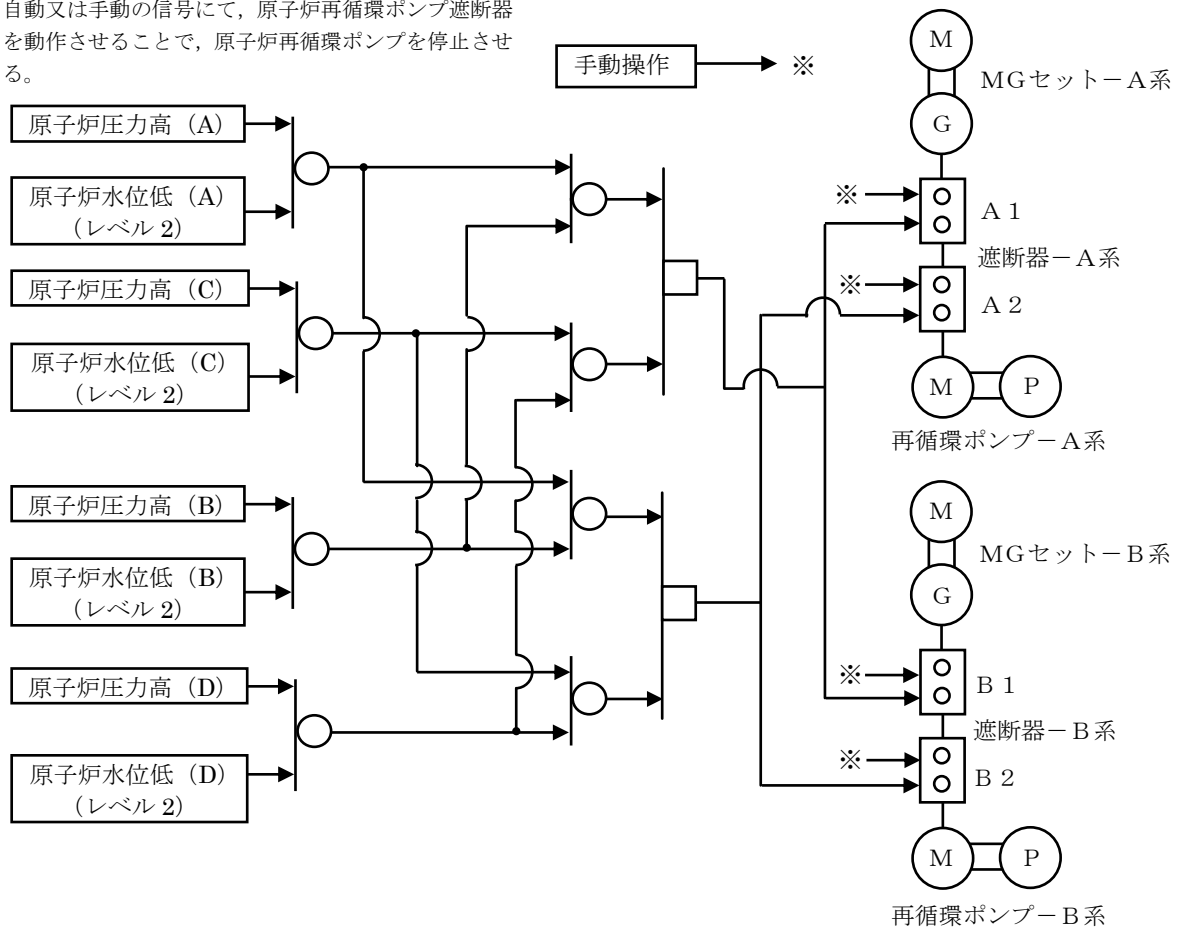 自動又は手動の信号にて，原子炉再循環ポンプ遮断器
を動作させることで，原子炉再循環ポンプを停止させ
る。
手動操作
※
M
MGセット－A系
G
原子炉圧力高（A）
原子炉水位低（A）
（レベル 2）
※
A 1
遮断器－A系
原子炉圧力高（C）
※
A 2
原子炉水位低（C）
（レベル 2）
M
P
再循環ポンプ－A系
原子炉圧力高（B）
M
MGセット－B系
原子炉水位低（B）
（レベル 2）
G
原子炉圧力高（D）
※
B 1
遮断器－B系
原子炉水位低（D）
（レベル 2）
※
B 2
M
P
再循環ポンプ－B系